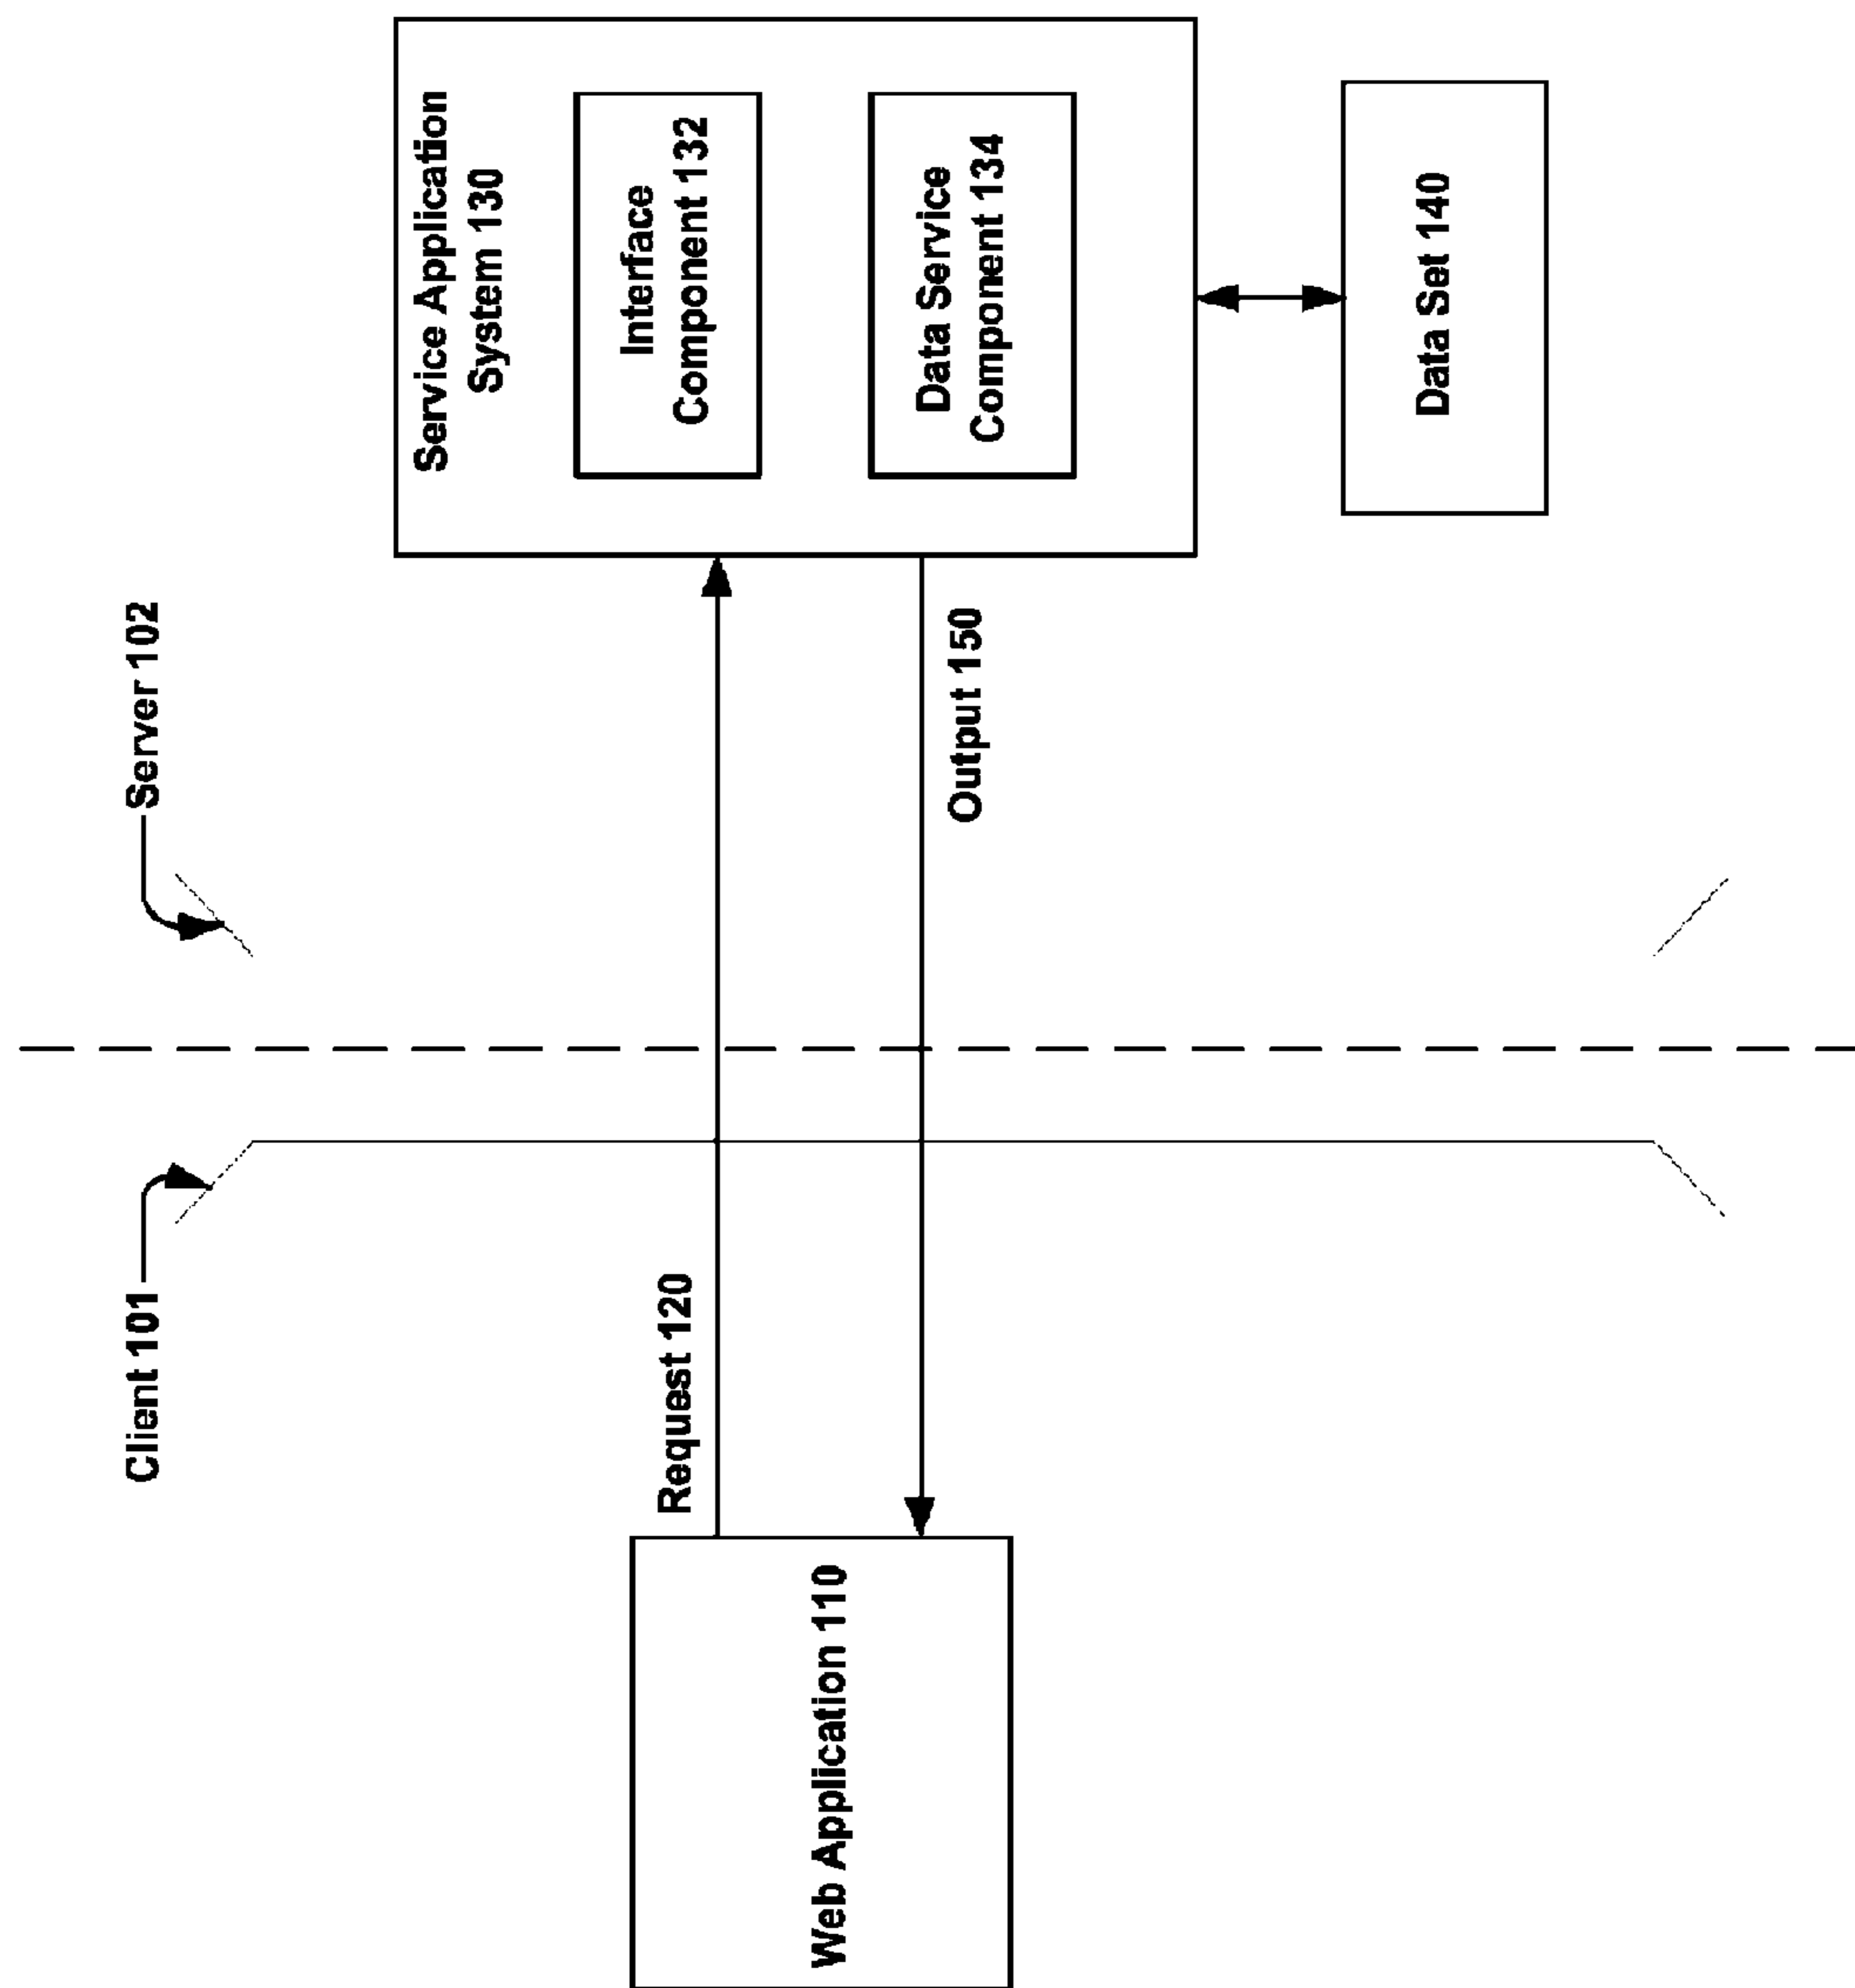 Client 101
Server 102
Service Application
System 130
Interface
Component 132
Request 120
Web Application 110
Data Service
Component 134
Output 150
Data Set 140